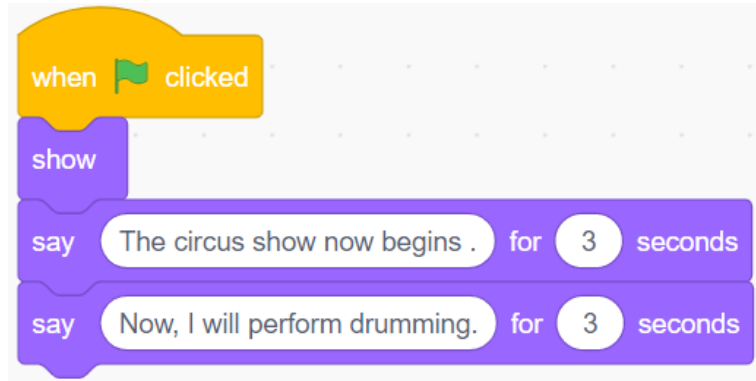 when clicked
show
say The circus show now begins . for 3 seconds
say Now, I will perform drumming. for 3 seconds